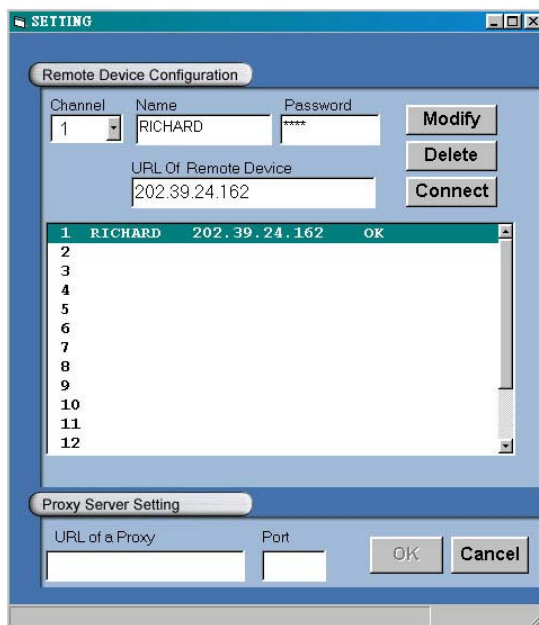 SETTING
Remote Device Configuration
Channel Name Password
1 RICHARD ****
Modify
Delete
URL Of Remote Device
202.39.24.162
Connect
1 RICHARD 202.39.24.162 OK
2
3
4
5
6
7
8
9
10
11
12
Proxy Server Setting
URL of a Proxy Port
OK Cancel